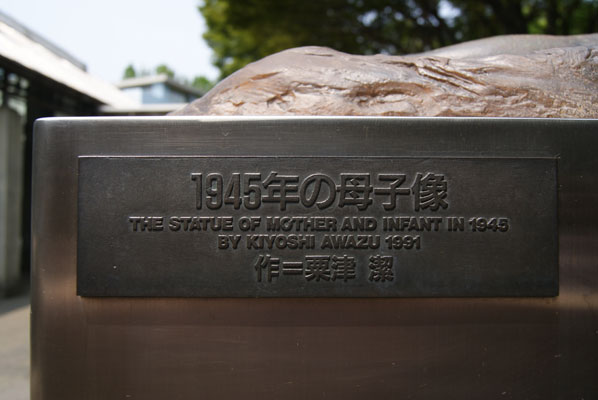 1945年の母子像
THE STATUE OF MOTHER AND INFANT IN 1945
BY KIYOSHI AWAZU 1991
作＝粟津 潔